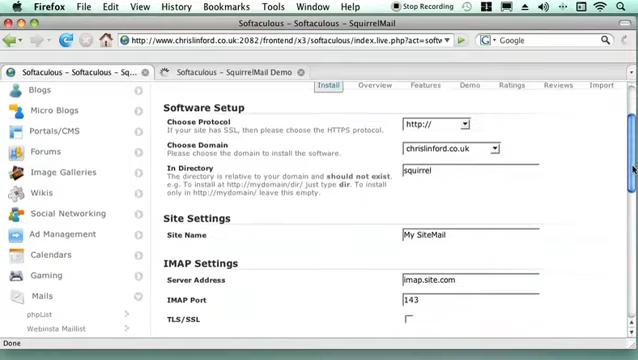 Firefox File Edit View History Bookmarks Tools Window Help Stop Recording
Softaculous – Softaculous – SquirrelMail
http://www.chrislinford.co.uk:2082/frontend/x3/softaculous/index.live.php?act=softw
Google
Softaculous – Softaculous – Sq...
Softaculous – SquirrelMail Demo
Install Overview Features Demo Ratings Reviews Import
Blogs
Micro Blogs
Portals/CMS
Forums
Image Galleries
Wikis
Social Networking
Ad Management
Calendars
Gaming
Mails
phpList
Webinsta Maillist
Software Setup
Choose Protocol
If your site has SSL, then please choose the HTTPS protocol.
http://
Choose Domain
Please choose the domain to install the software.
chrislinford.co.uk
In Directory
The directory is relative to your domain and should not exist.
e.g. To install at http://mydomain/dir/ just type dir. To install
only in http://mydomain/ leave this empty.
squirrel
Site Settings
Site Name
My SiteMail
IMAP Settings
Server Address
imap.site.com
IMAP Port
143
TLS/SSL
Done